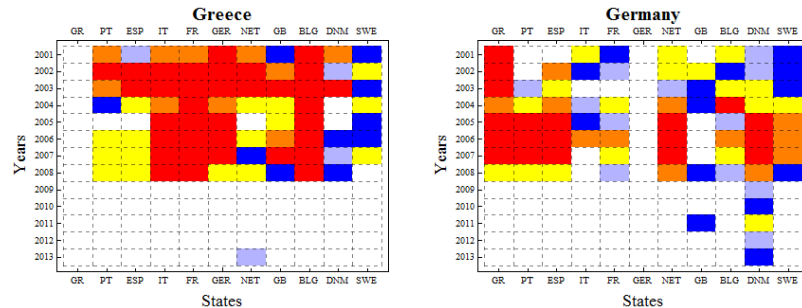 Greece
GR PT ESP IT FR GER NET GB BLG DNM SWE
2001
2002
2003
2004
2005
2006
2007
2008
2009
2010
2011
2012
2013
Years
GR PT ESP IT FR GER NET GB BLG DNM SWE
States
Germany
GR PT ESP IT FR GER NET GB BLG DNM SWE
2001
2002
2003
2004
2005
2006
2007
2008
2009
2010
2011
2012
2013
Years
GR PT ESP IT FR GER NET GB BLG DNM SWE
States